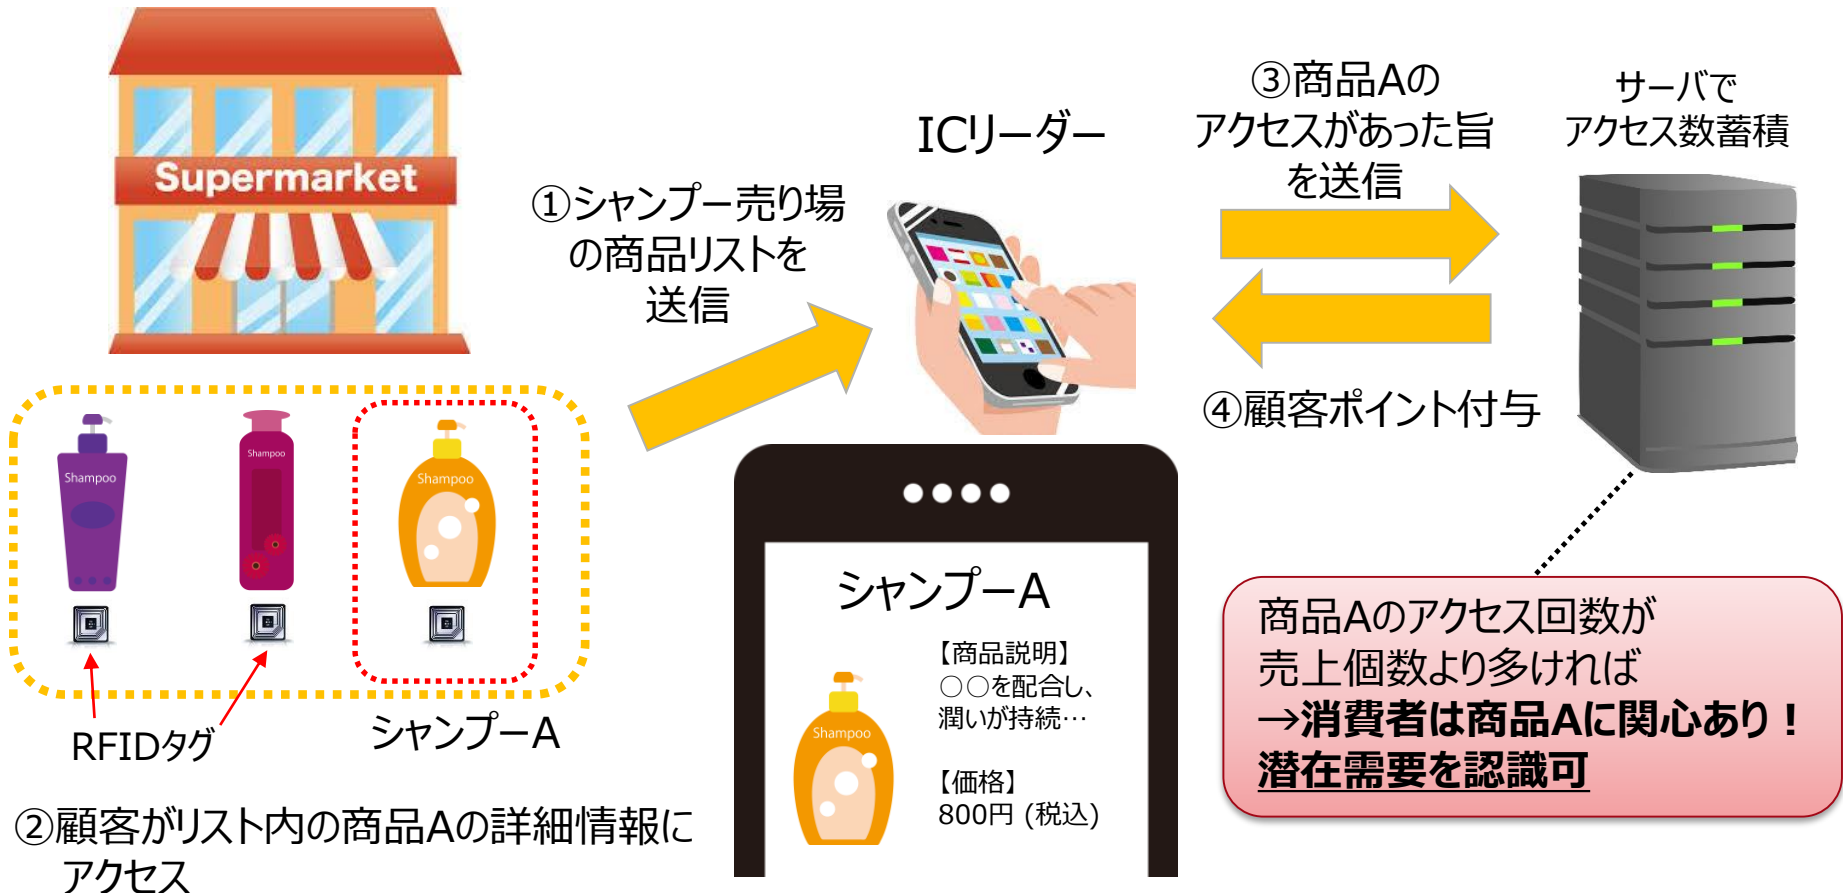 Supermarket
①シャンプー売り場
の商品リストを
送信
ICリーダー
③商品Aの
アクセスがあった旨
を送信
サーバで
アクセス数蓄積
④顧客ポイント付与
Shampoo
Shampoo
Shampoo
RFIDタグ
シャンプーA
②顧客がリスト内の商品Aの詳細情報に
アクセス
シャンプーA
【商品説明】
○○を配合し、
潤いが持続…
【価格】
800円 (税込)
Shampoo
商品Aのアクセス回数が
売上個数より多ければ
→消費者は商品Aに関心あり！
潜在需要を認識可